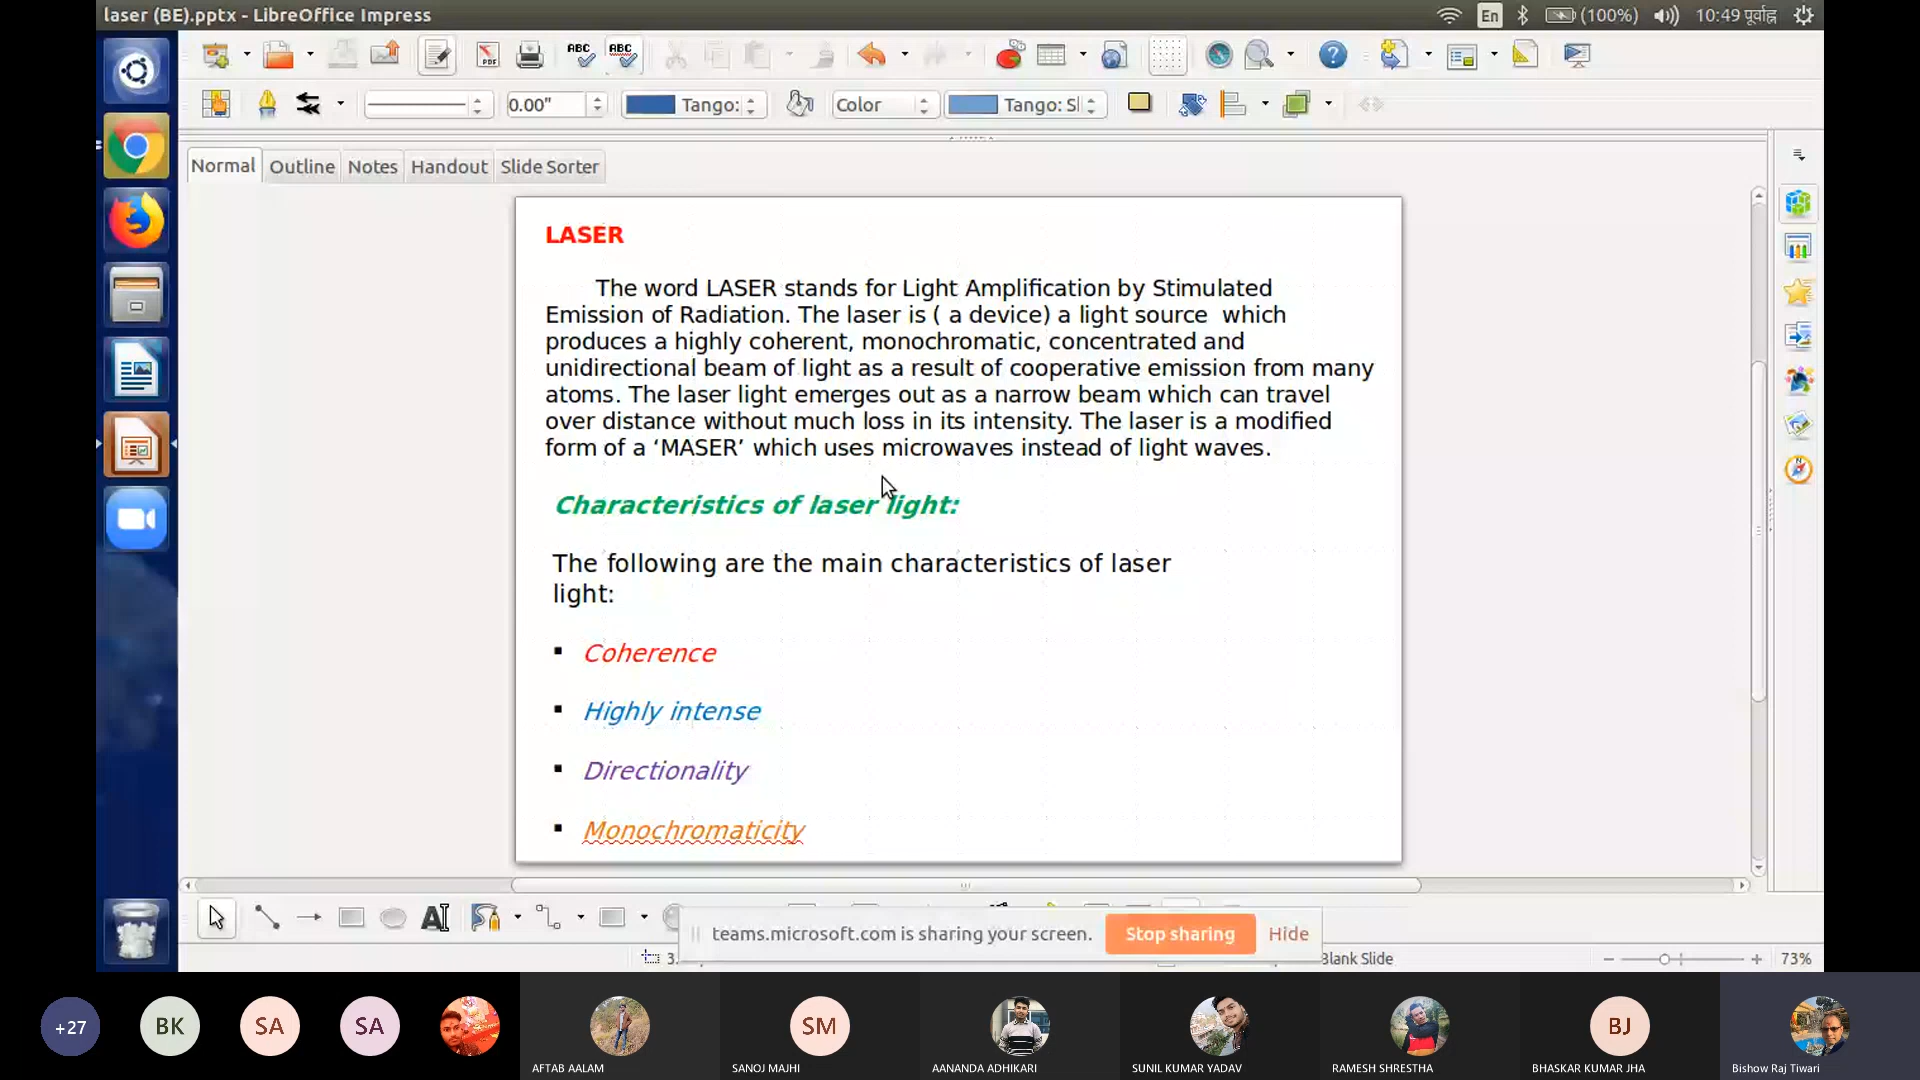 laser (BE).pptx - LibreOffice Impress
En
(100%)
10:49 पूर्वाह्न
PDF
ABC
ABC
0.00"
Tango:
Color
Tango: Sl
Normal
Outline
Notes
Handout
Slide Sorter
LASER
The word LASER stands for Light Amplification by Stimulated
Emission of Radiation. The laser is ( a device) a light source which
produces a highly coherent, monochromatic, concentrated and
unidirectional beam of light as a result of cooperative emission from many
atoms. The laser light emerges out as a narrow beam which can travel
over distance without much loss in its intensity. The laser is a modified
form of a ‘MASER’ which uses microwaves instead of light waves.
Characteristics of laser light:
The following are the main characteristics of laser
light:
▪ Coherence
▪ Highly intense
▪ Directionality
▪ Monochromaticity
teams.microsoft.com is sharing your screen.
Stop sharing
Hide
3.
Blank Slide
73%
+27
BK
SA
SA
AFTAB AALAM
SM
SANOJ MAJHI
AANANDA ADHIKARI
SUNIL KUMAR YADAV
RAMESH SHRESTHA
BJ
BHASKAR KUMAR JHA
Bishow Raj Tiwari